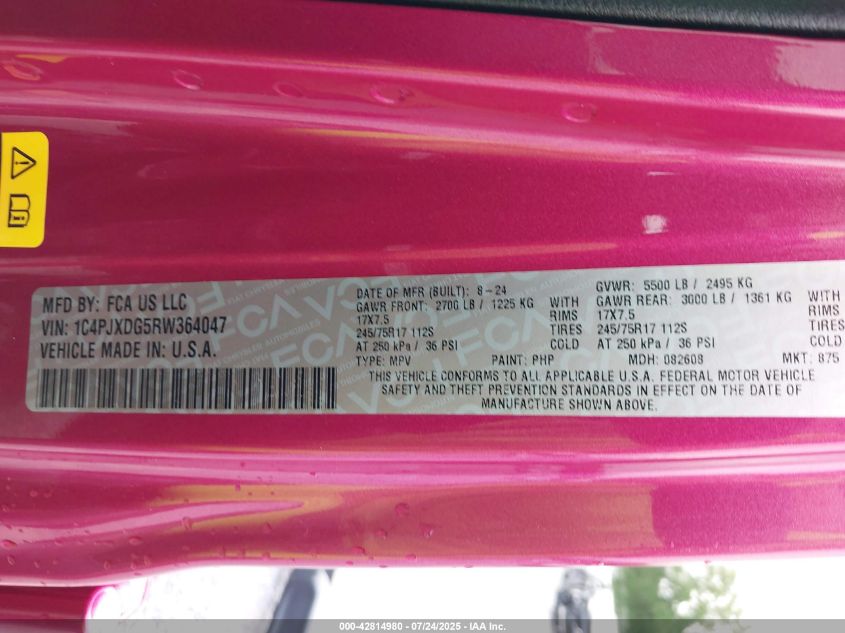 MFD BY: FCA US LLC
VIN: 1C4PJXDG5RW364047
VEHICLE MADE IN: U.S.A.
DATE OF MFR (BUILT): 8-24 GVWR: 5500 LB / 2495 KG
GAWR FRONT: 2700 LB / 1225 KG WITH GAWR REAR: 3000 LB / 1361 KG WITH
17X7.5 RIMS 17X7.5 RIMS
245/75R17 112S TIRES 245/75R17 112S TIRES
AT 250 kPa / 36 PSI COLD AT 250 kPa / 36 PSI COLD
TYPE: MPV PAINT: PHP MDH: 082608 MKT: 875
THIS VEHICLE CONFORMS TO ALL APPLICABLE U.S.A. FEDERAL MOTOR VEHICLE
SAFETY AND THEFT PREVENTION STANDARDS IN EFFECT ON THE DATE OF
MANUFACTURE SHOWN ABOVE.
000-42814980 - 07/24/2025 - IAA Inc.